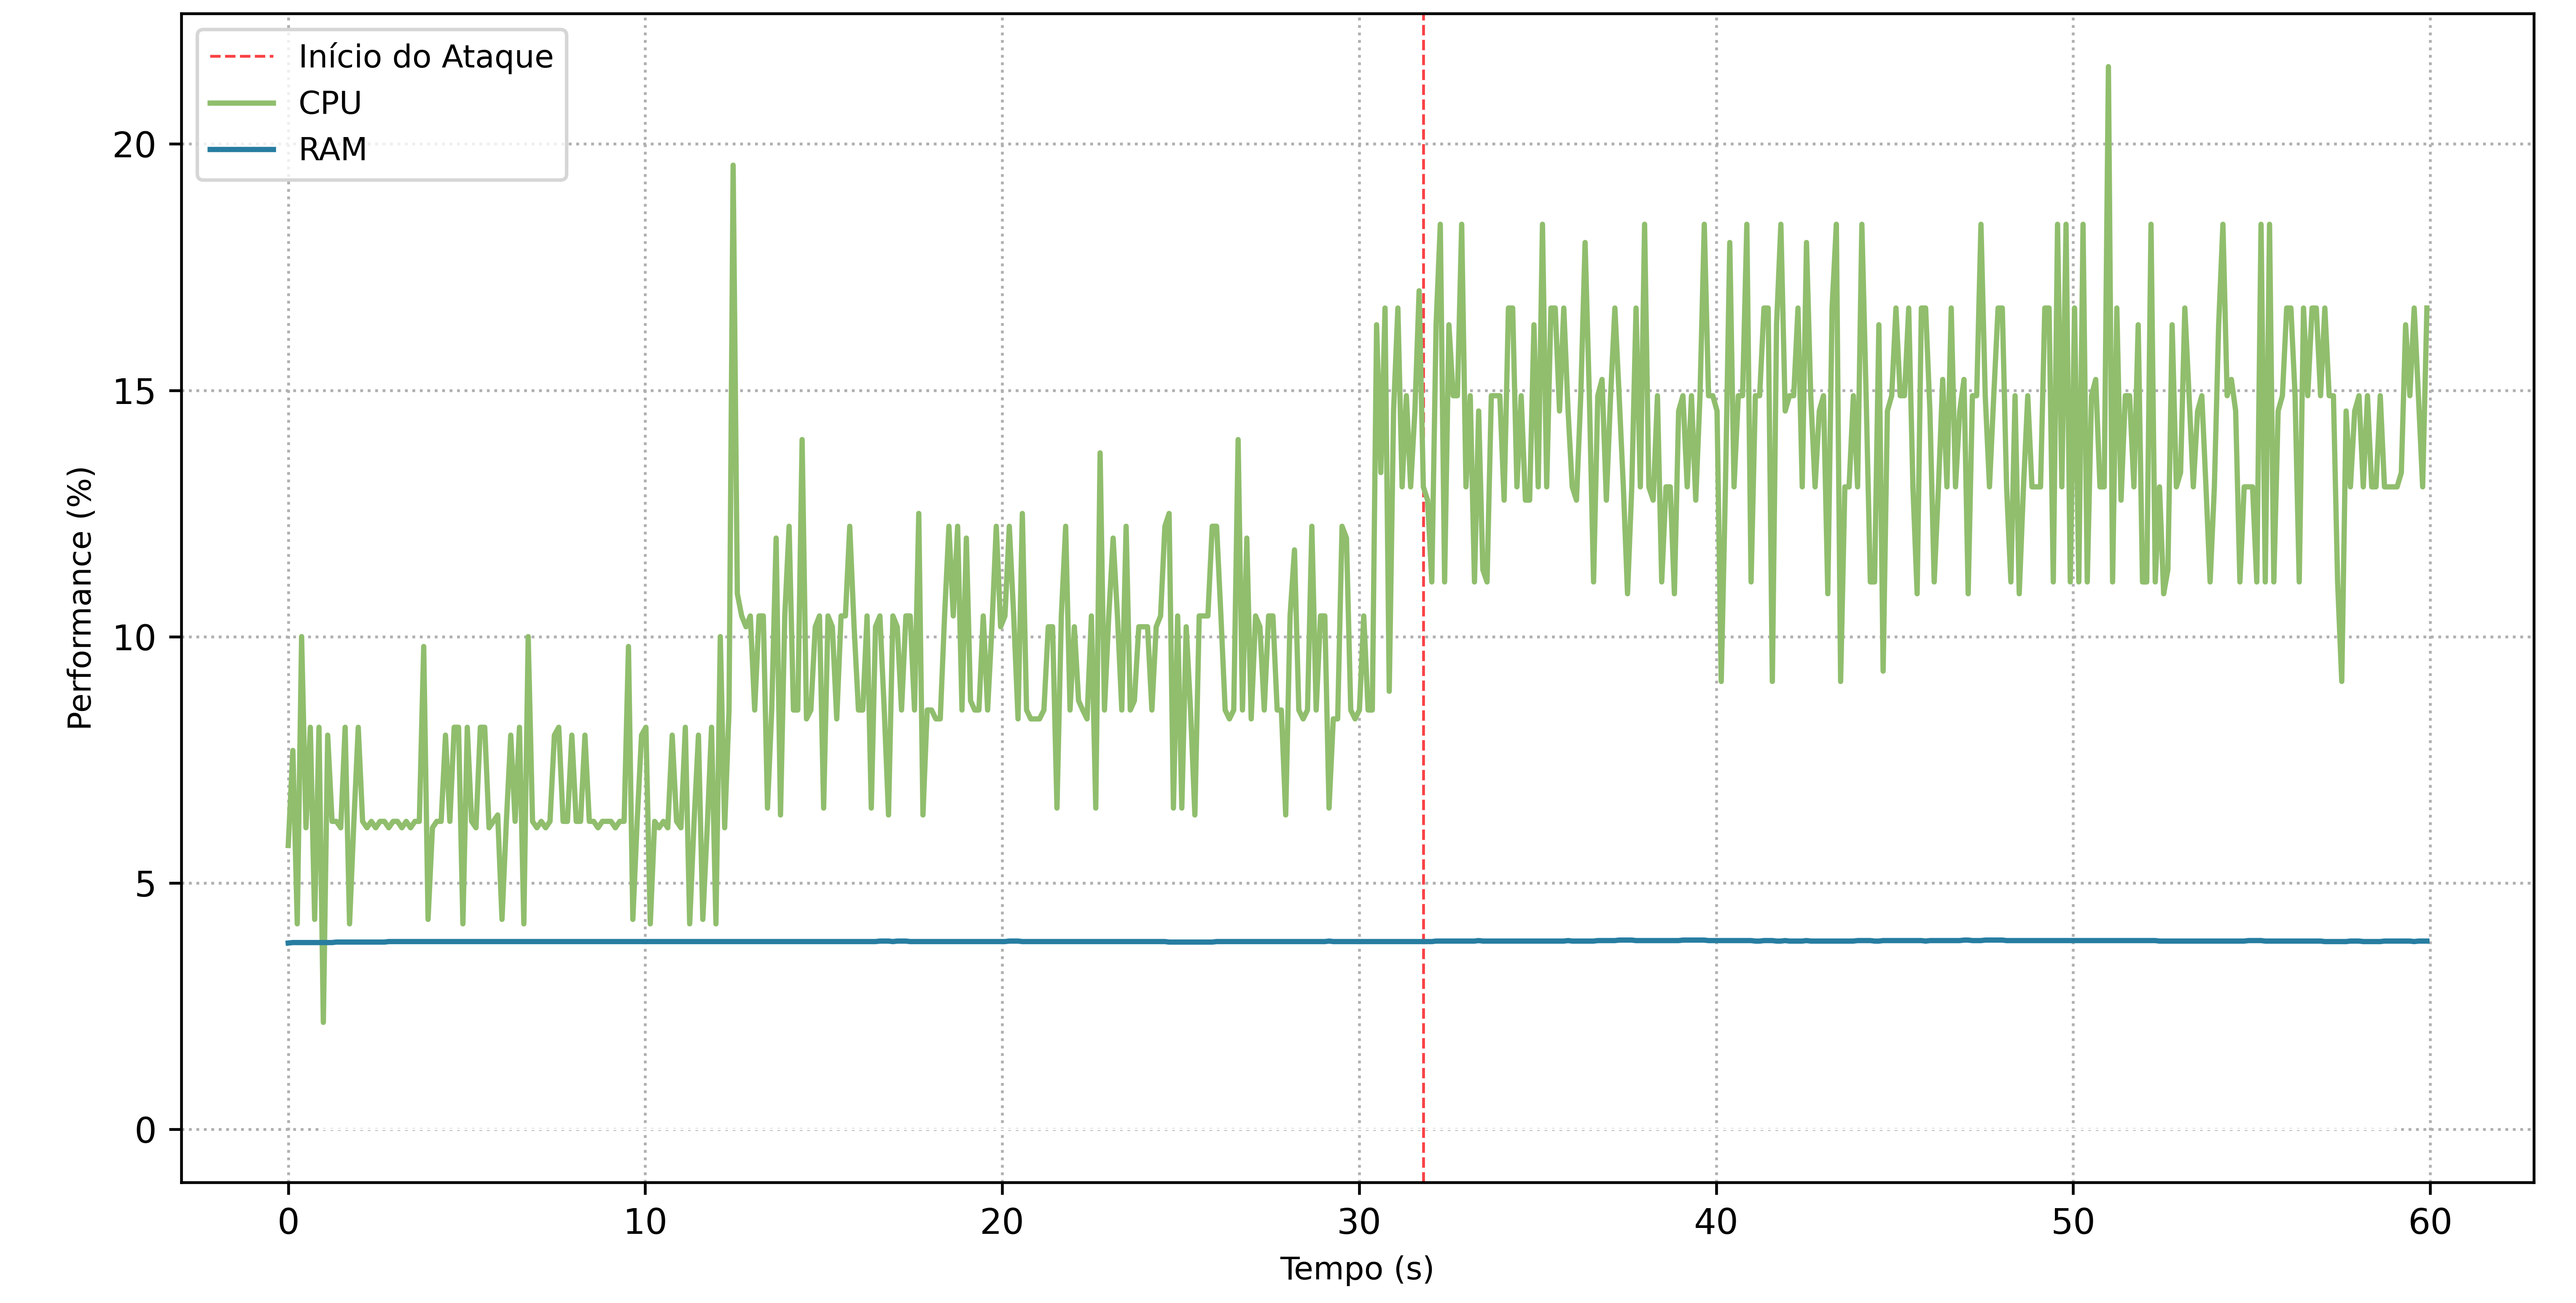 Início do Ataque
CPU
RAM
20
15
10
5
0
Performance (%)
0 10 20 30 40 50 60
Tempo (s)